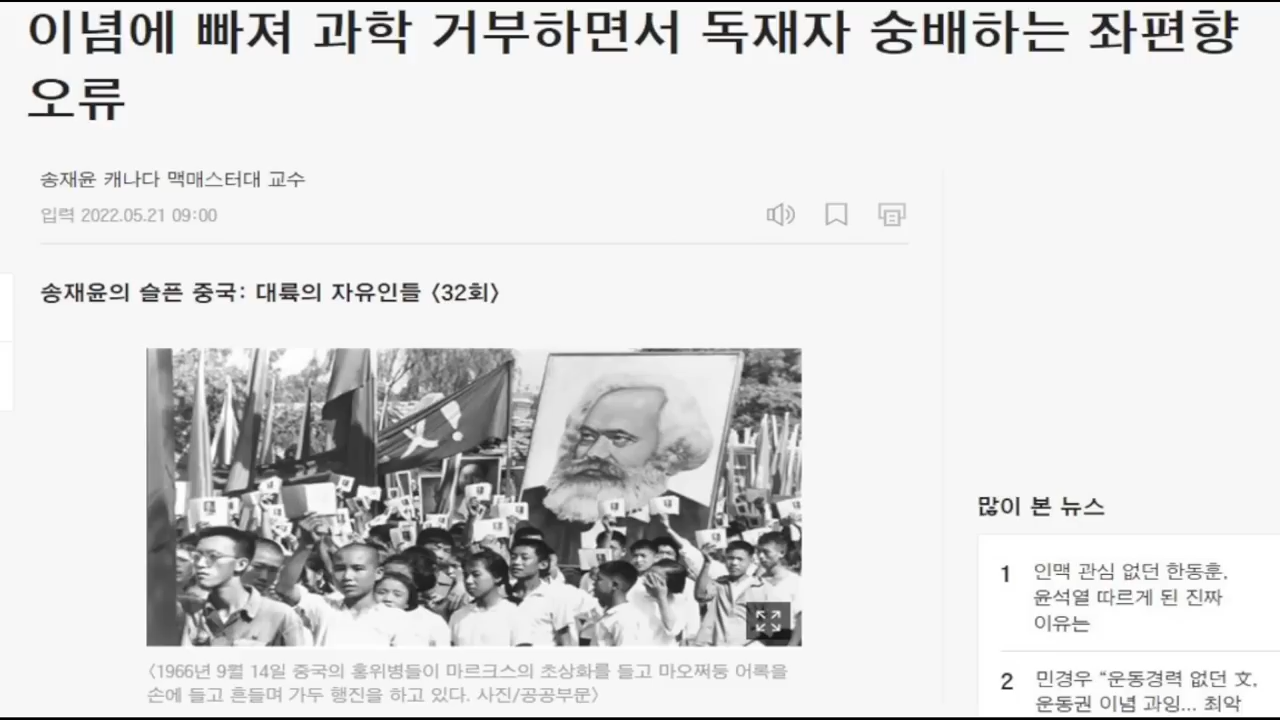 이념에 빠져 과학 거부하면서 독재자 숭배하는 좌편향
오류
송재윤 캐나다 맥매스터대 교수
입력 2022.05.21 09:00
송재윤의 슬픈 중국: 대륙의 자유인들 〈32회〉
〈1966년 9월 14일 중국의 홍위병들이 마르크스의 초상화를 들고 마오쩌둥 어록을
손에 들고 흔들며 가두 행진을 하고 있다. 사진/공공부문〉
많이 본 뉴스
1 인맥 관심 없던 한동훈,
윤석열 따르게 된 진짜
이유는
2 민경우 “운동경력 없던 文,
운동권 이념 과잉... 최악